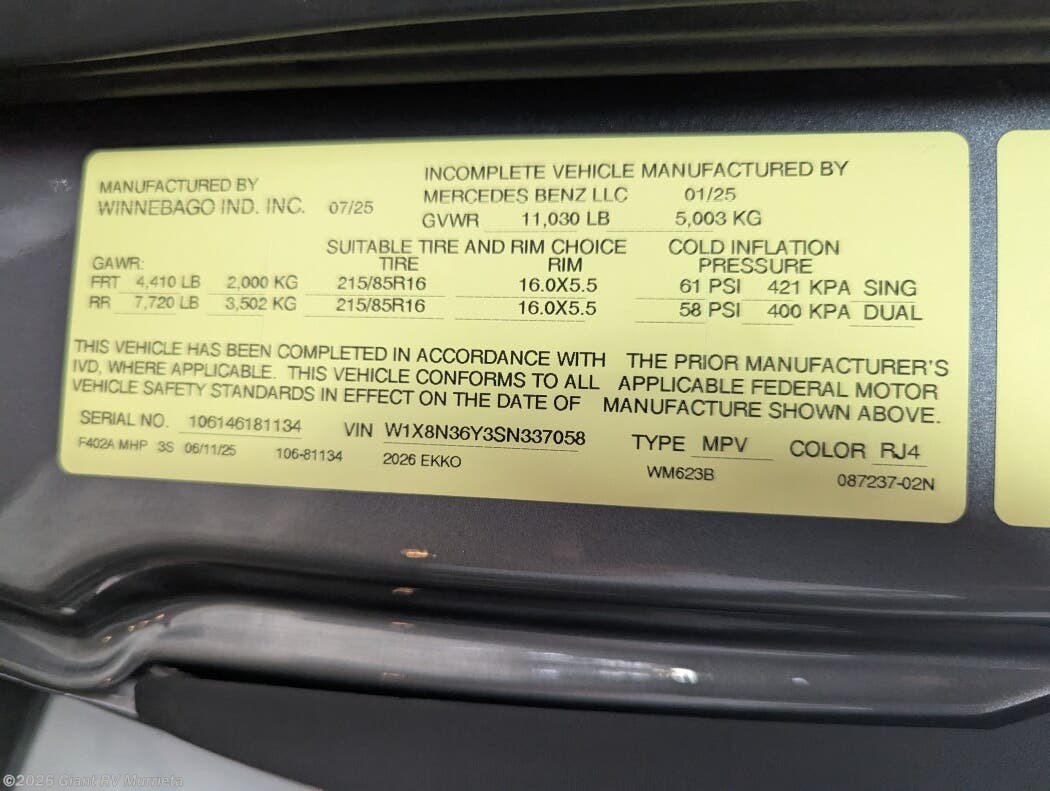 MANUFACTURED BY
WINNEBAGO IND. INC. 07/25
INCOMPLETE VEHICLE MANUFACTURED BY
MERCEDES BENZ LLC 01/25
GVWR 11,030 LB 5,003 KG
SUITABLE TIRE AND RIM CHOICE COLD INFLATION
GAWR: TIRE RIM PRESSURE
FRT 4,410 LB 2,000 KG 215/85R16 16.0X5.5 61 PSI 421 KPA SING
RR 7,720 LB 3,502 KG 215/85R16 16.0X5.5 58 PSI 400 KPA DUAL
THIS VEHICLE HAS BEEN COMPLETED IN ACCORDANCE WITH THE PRIOR MANUFACTURER'S
IVD, WHERE APPLICABLE. THIS VEHICLE CONFORMS TO ALL APPLICABLE FEDERAL MOTOR
VEHICLE SAFETY STANDARDS IN EFFECT ON THE DATE OF MANUFACTURE SHOWN ABOVE.
SERIAL NO. 106146181134 VIN W1X8N36Y3SN337058 TYPE MPV COLOR RJ4
F402A MHP 3S 06/11/25 106-81134 2026 EKKO WM623B 087237-02N
©2026 Giant RV Murrieta